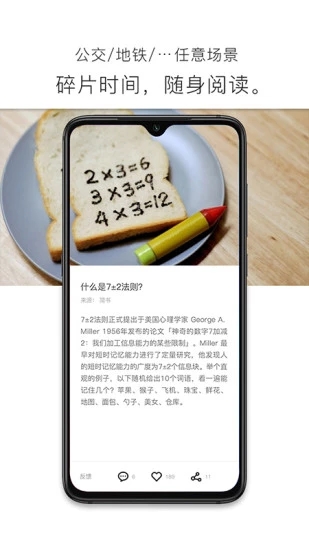 公交/地铁/…任意场景
碎片时间，随身阅读。
2×3=6
3×3=9
4×3=12
什么是7±2法则?
来源： 简书
7±2法则正式提出于美国心理学家 George A.
Miller 1956年发布的论文「神奇的数字7加减
2：我们加工信息能力的某些限制」。Miller 最
早对短时记忆能力进行了定量研究，他发现人
的短时记忆能力的广度为7±2个信息块。举个直
观的例子，以下随机给出10个词语，看一遍能
记住几个？苹果、猴子、飞机、珠宝、鲜花、
地图、面包、勺子、美女、仓库。
反馈 6 180 11